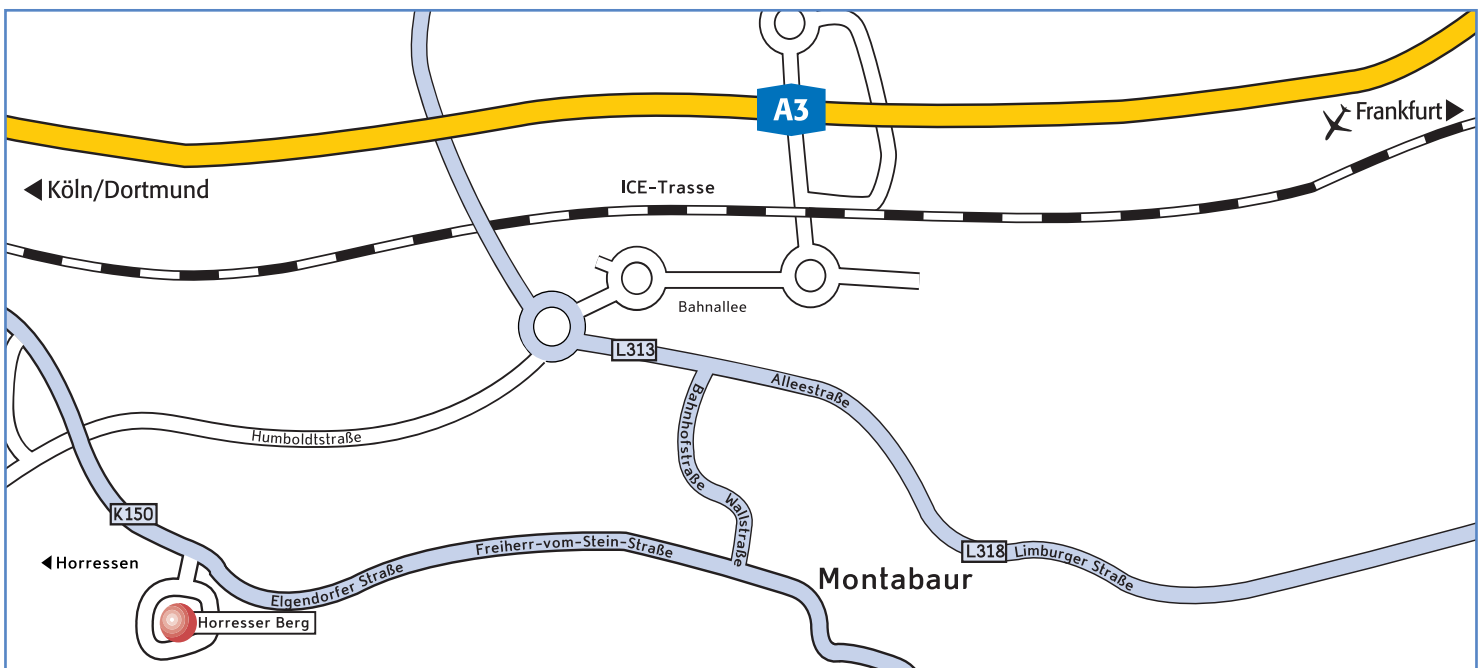 A3
Frankfurt
Köln/Dortmund
ICE-Trasse
Bahnallee
L313
Alleestraße
Bahnhofstraße
Humboldtstraße
Wallstraße
K150
Freiherr-vom-Stein-Straße
L318
Limburger Straße
Horressen
Montabaur
Elgendorfer Straße
Horresser Berg